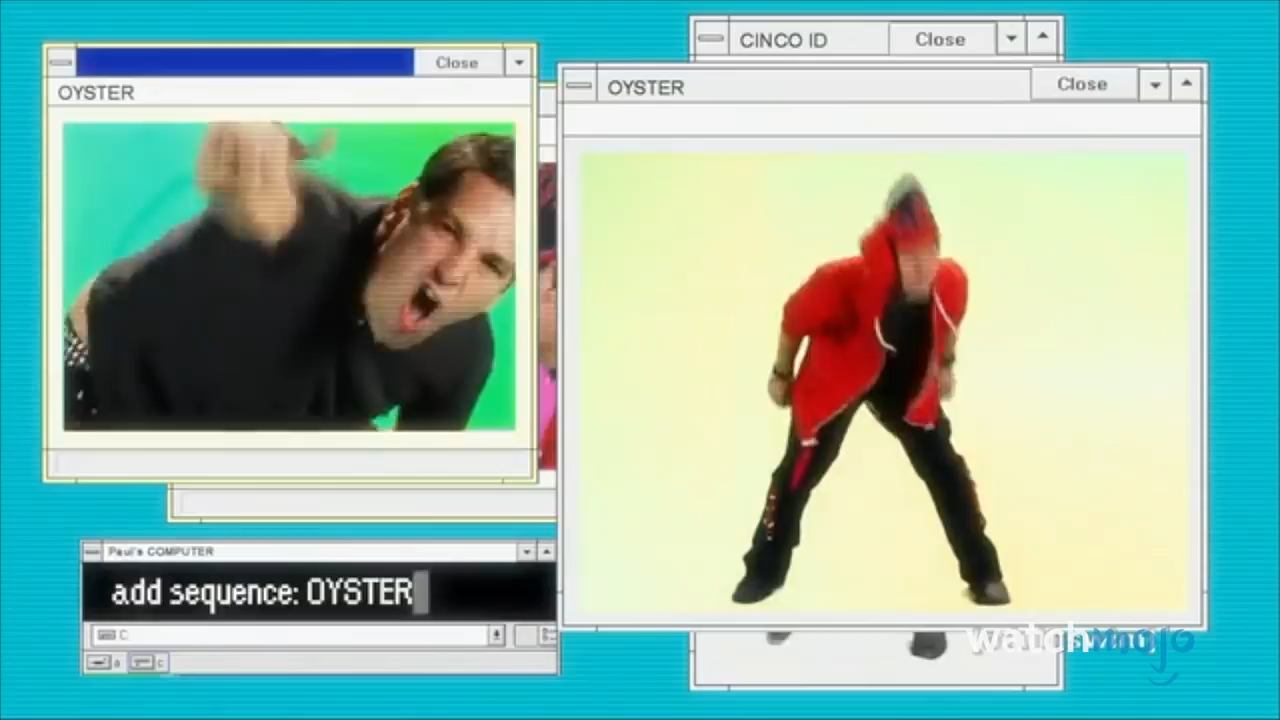 CINCO ID
Close
Close
OYSTER
OYSTER
Close
Paul's COMPUTER
add sequence: OYSTER
C
a
c
watchmojo